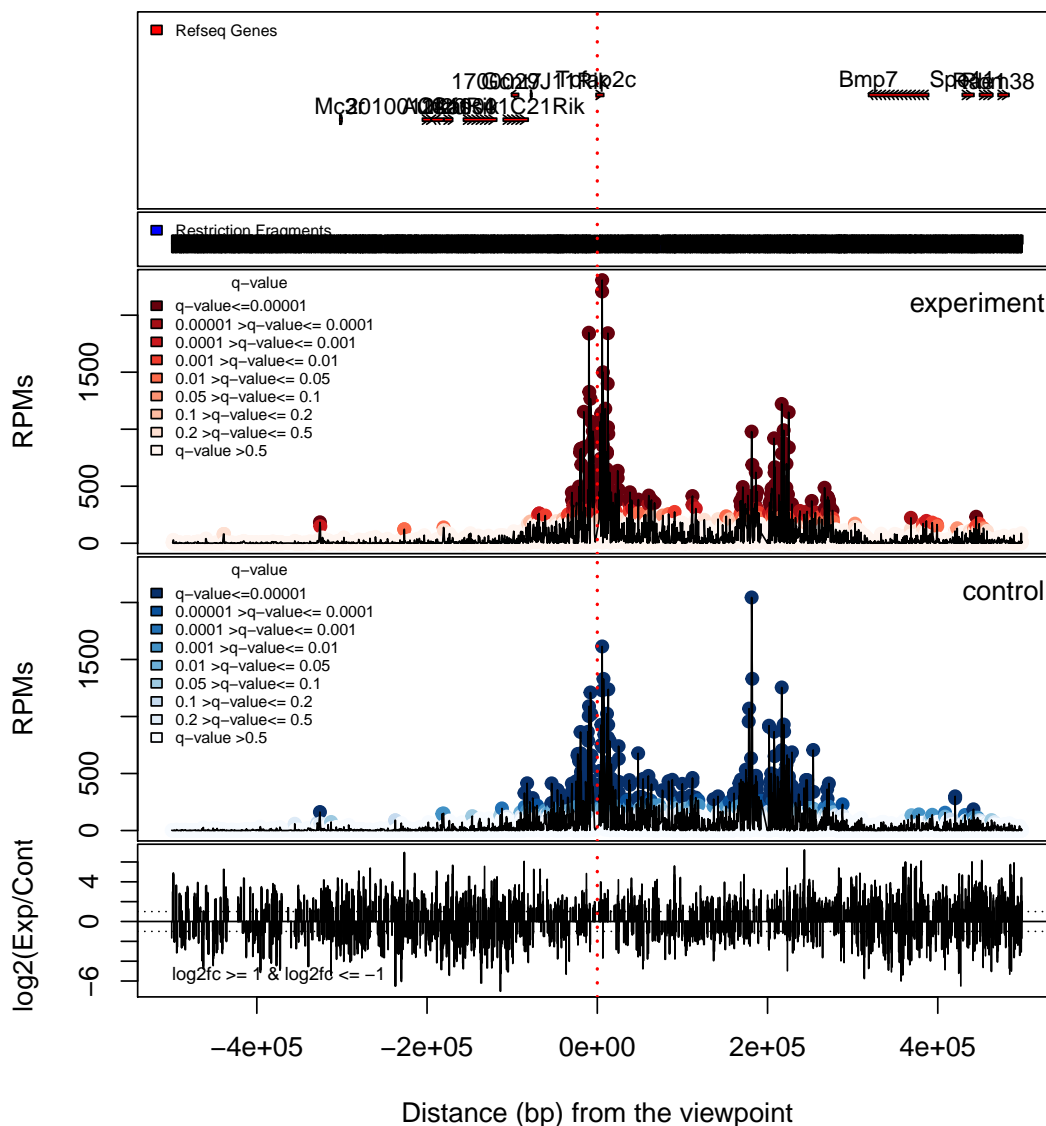 Refseq Genes
Tcfap2c
Bmp7
Restriction Fragments
experiment
q−value
q−value<=0.00001
0.00001 >q−value<= 0.0001
0.0001 >q−value<= 0.001
0.001 >q−value<= 0.01
0.01 >q−value<= 0.05
0.05 >q−value<= 0.1
0.1 >q−value<= 0.2
0.2 >q−value<= 0.5
q−value >0.5
RPMs
1500
500
0
control
q−value
q−value<=0.00001
0.00001 >q−value<= 0.0001
0.0001 >q−value<= 0.001
0.001 >q−value<= 0.01
0.01 >q−value<= 0.05
0.05 >q−value<= 0.1
0.1 >q−value<= 0.2
0.2 >q−value<= 0.5
q−value >0.5
RPMs
1500
500
0
log2(Exp/Cont
4
0
−6
log2fc >= 1 & log2fc <= −1
−4e+05 −2e+05 0e+00 2e+05 4e+05
Distance (bp) from the viewpoint